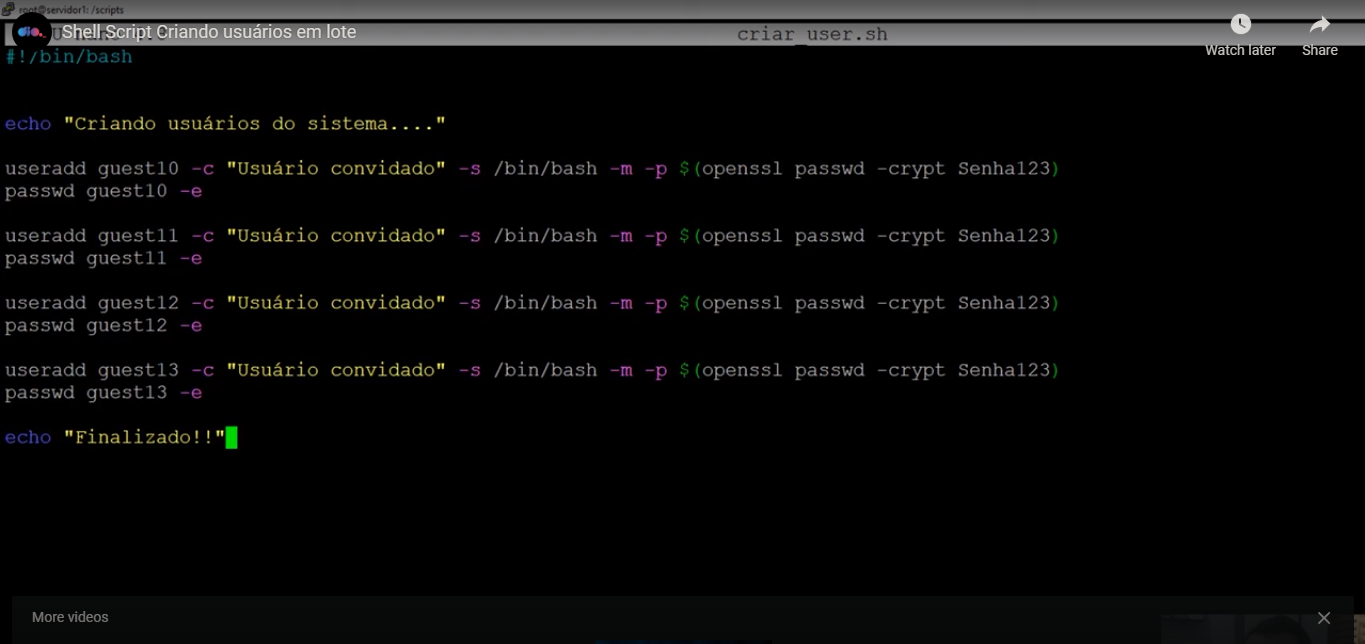 root@servidor1: /scripts
Shell Script Criando usuários em lote
criar_user.sh
Watch later
Share
#!/bin/bash
echo "Criando usuários do sistema...."
useradd guest10 -c "Usuário convidado" -s /bin/bash -m -p $(openssl passwd -crypt Senha123)
passwd guest10 -e
useradd guest11 -c "Usuário convidado" -s /bin/bash -m -p $(openssl passwd -crypt Senha123)
passwd guest11 -e
useradd guest12 -c "Usuário convidado" -s /bin/bash -m -p $(openssl passwd -crypt Senha123)
passwd guest12 -e
useradd guest13 -c "Usuário convidado" -s /bin/bash -m -p $(openssl passwd -crypt Senha123)
passwd guest13 -e
echo "Finalizado!!"
More videos